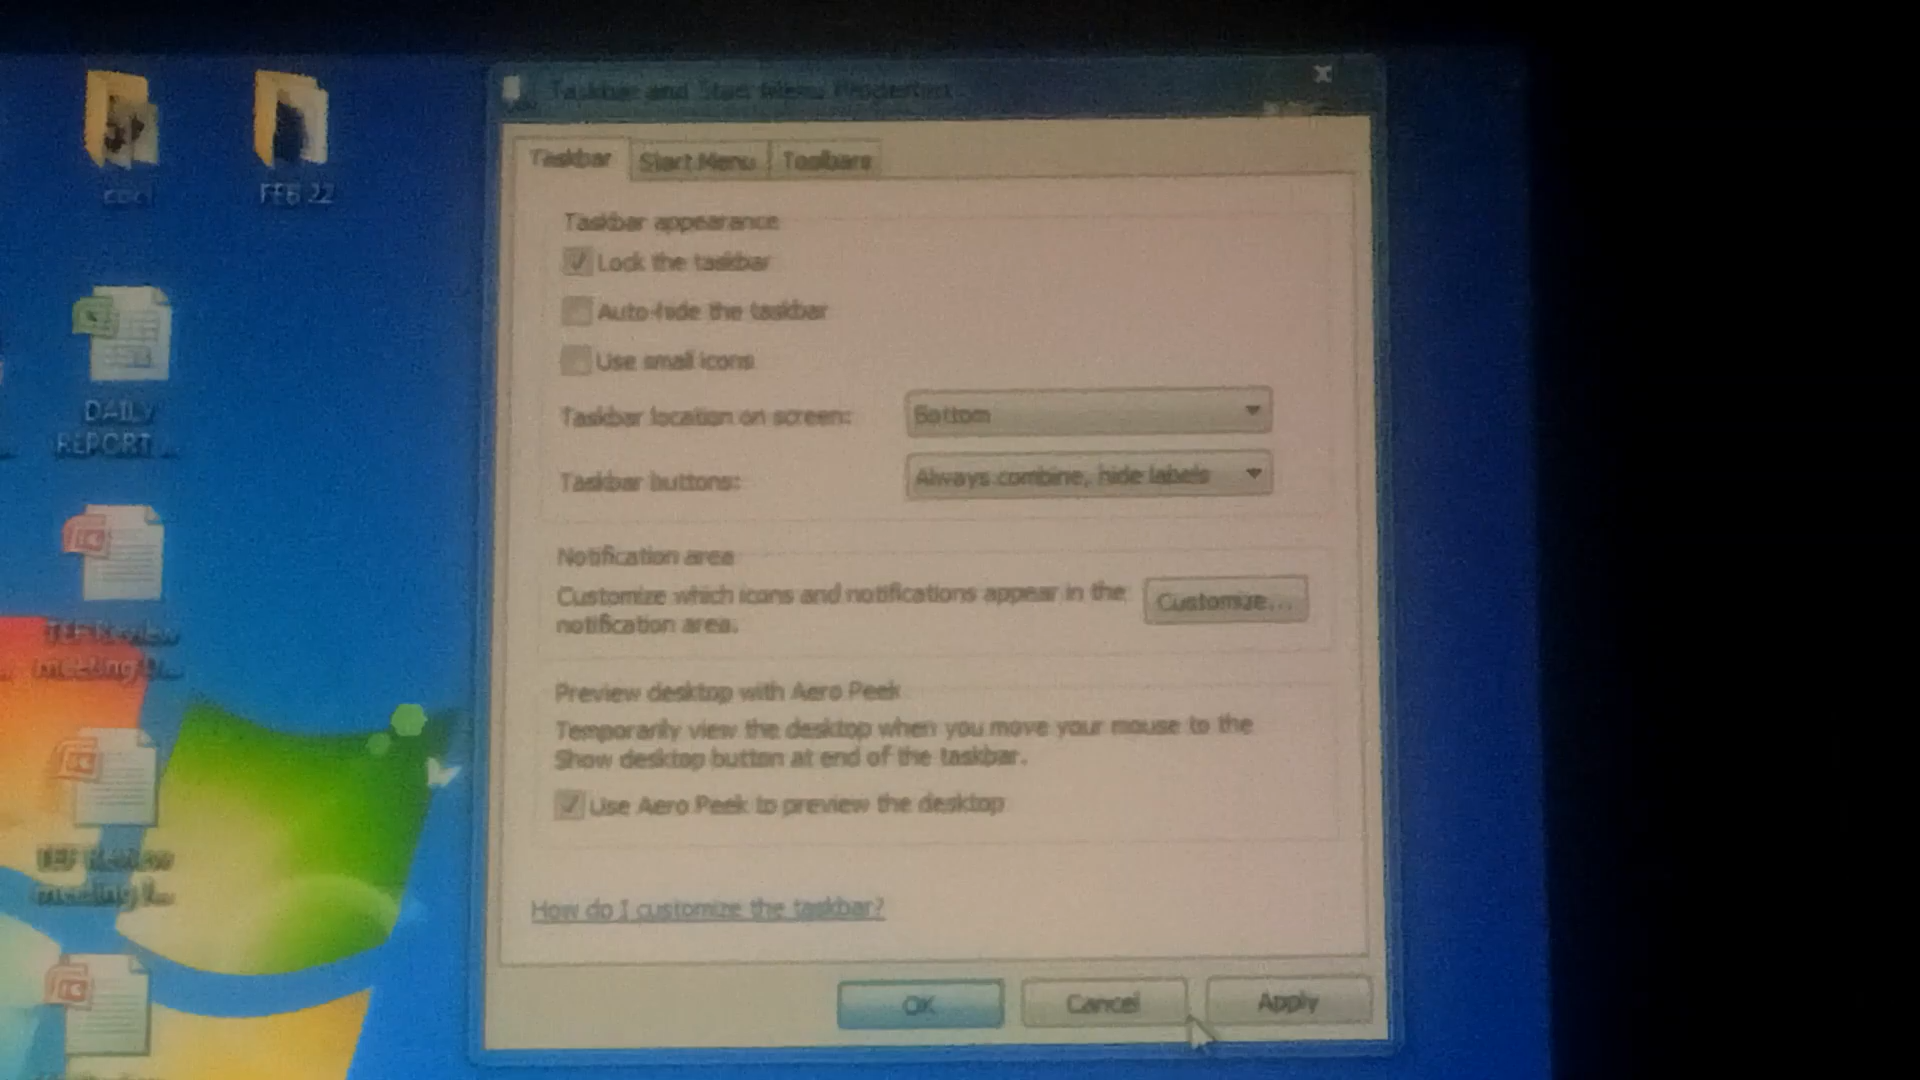 Taskbar and Start Menu Properties
x
Taskbar
Start Menu
Toolbars
Taskbar appearance
Lock the taskbar
Auto-hide the taskbar
Use small icons
Taskbar location on screen:
Bottom
Taskbar buttons:
Always combine, hide labels
Notification area
Customize which icons and notifications appear in the
notification area.
Customize...
Preview desktop with Aero Peek
Temporarily view the desktop when you move your mouse to the
Show desktop button at end of the taskbar.
Use Aero Peek to preview the desktop
How do I customize the taskbar?
OK
Cancel
Apply
FEB 22
DAILY
REPORT ...